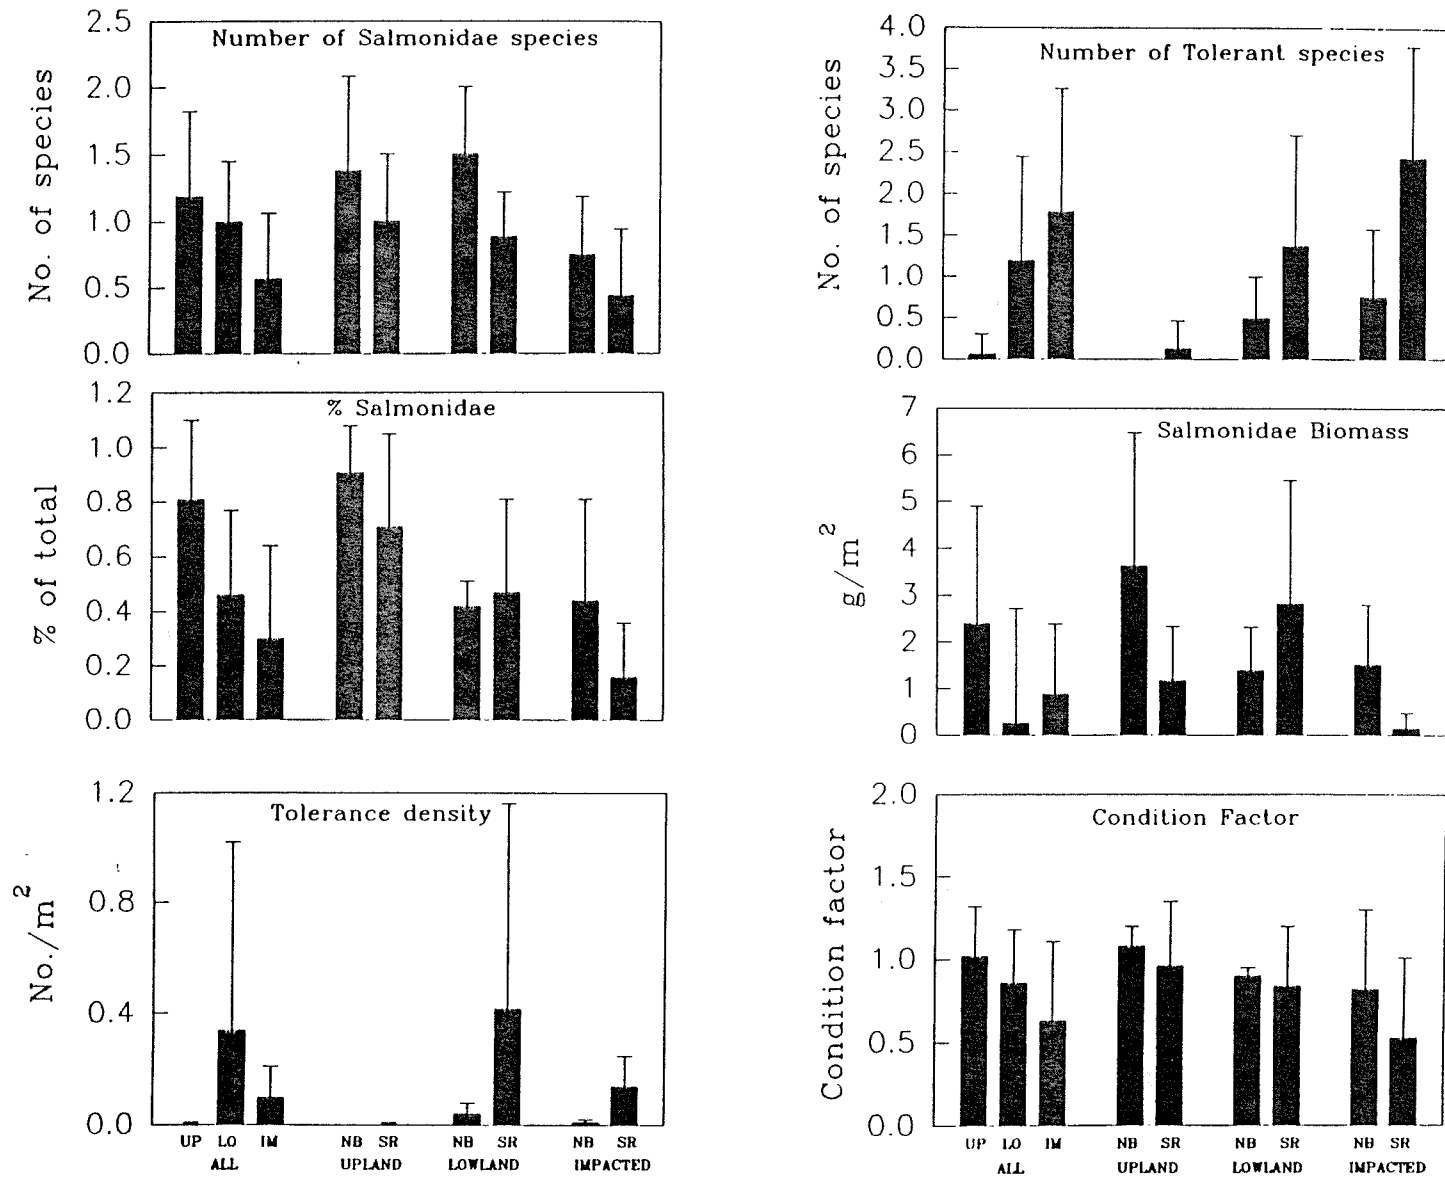 Number of Salmonidae species
No. of species
2.5
2.0
1.5
1.0
0.5
0.0
Number of Tolerant species
No. of species
4.0
3.5
3.0
2.5
2.0
1.5
1.0
0.5
0.0
% Salmonidae
% of total
1.2
1.0
0.8
0.6
0.4
0.2
0.0
Salmonidae Biomass
g/m²
7
6
5
4
3
2
1
0
Tolerance density
No./m²
1.2
0.8
0.4
0.0
UP LO IM NB SR NB SR NB SR
ALL UPLAND LOWLAND IMPACTED
Condition Factor
Condition factor
2.0
1.5
1.0
0.5
0.0
UP LO IM NB SR NB SR NB SR
ALL UPLAND LOWLAND IMPACTED